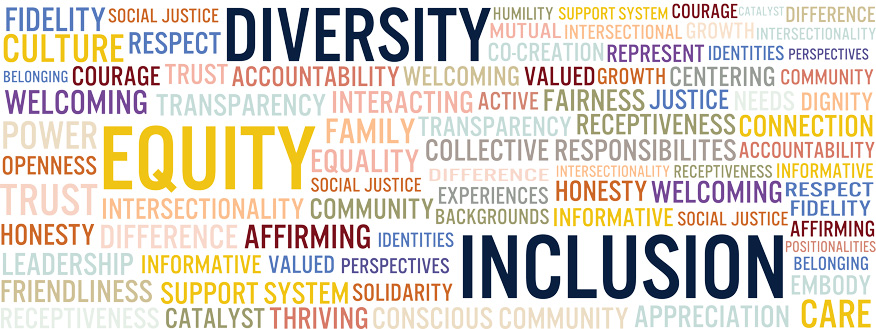 FIDELITY SOCIAL JUSTICE DIVERSITY HUMILITY SUPPORT SYSTEM COURAGE CATALYST DIFFERENCE
CULTURE RESPECT MUTUAL INTERSECTIONAL GROWTH INTERSECTIONALITY
CO-CREATION REPRESENT IDENTITIES PERSPECTIVES
BELONGING COURAGE TRUST ACCOUNTABILITY WELCOMING VALUED GROWTH CENTERING COMMUNITY
WELCOMING TRANSPARENCY INTERACTING ACTIVE FAIRNESS JUSTICE NEEDS DIGNITY
POWER EQUITY FAMILY TRANSPARENCY RECEPTIVENESS CONNECTION
OPENNESS EQUALITY COLLECTIVE RESPONSIBILITES ACCOUNTABILITY
SOCIAL JUSTICE DIFFERENCE INTERSECTIONALITY RECEPTIVENESS INFORMATIVE
TRUST INTERSECTIONALITY COMMUNITY EXPERIENCES HONESTY WELCOMING RESPECT
BACKGROUNDS INFORMATIVE SOCIAL JUSTICE FIDELITY
HONESTY DIFFERENCE AFFIRMING IDENTITIES INCLUSION AFFIRMING
POSITIONALITIES
LEADERSHIP INFORMATIVE VALUED PERSPECTIVES BELONGING
FRIENDLINESS SUPPORT SYSTEM SOLIDARITY EMBODY
RECEPTIVENESS CATALYST THRIVING CONSCIOUS COMMUNITY APPRECIATION CARE